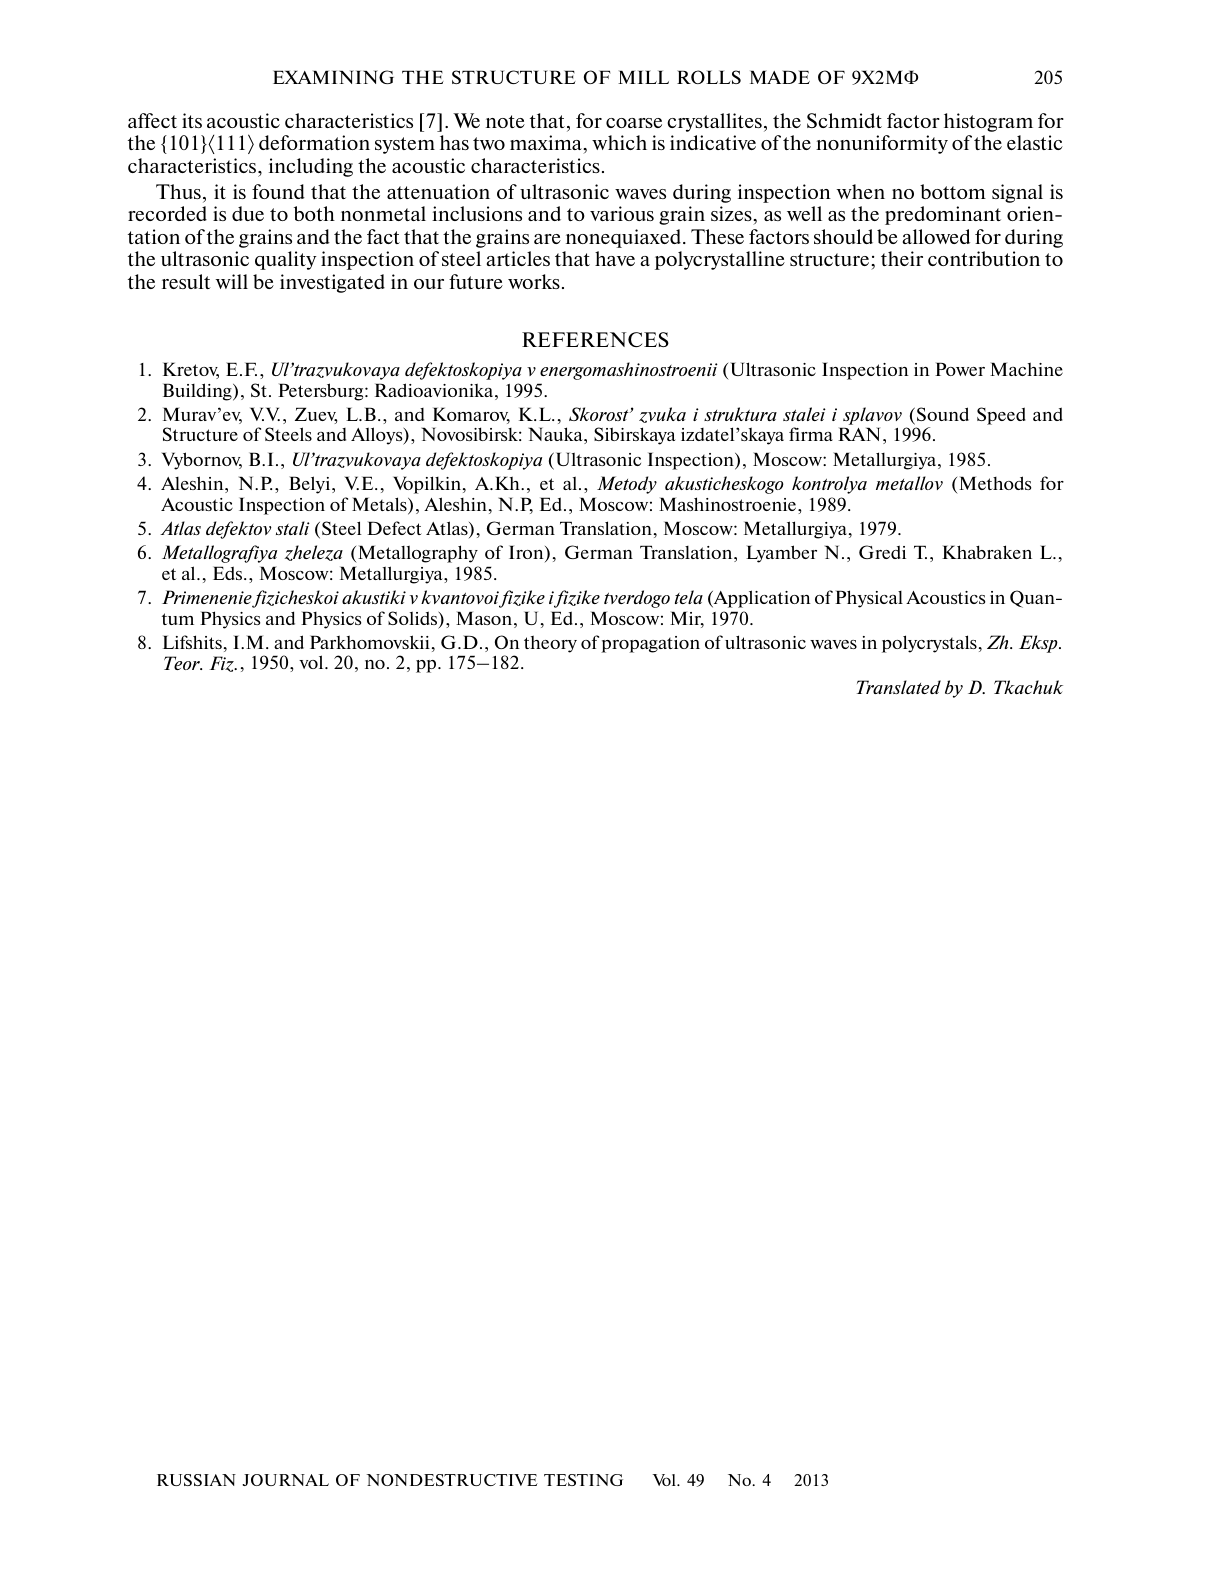 EXAMINING THE STRUCTURE OF MILL ROLLS MADE OF 9Х2МФ 205
affect its acoustic characteristics [7]. We note that, for coarse crystallites, the Schmidt factor histogram for
the {101}⟨111⟩ deformation system has two maxima, which is indicative of the nonuniformity of the elastic
characteristics, including the acoustic characteristics.
Thus, it is found that the attenuation of ultrasonic waves during inspection when no bottom signal is
recorded is due to both nonmetal inclusions and to various grain sizes, as well as the predominant orien-
tation of the grains and the fact that the grains are nonequiaxed. These factors should be allowed for during
the ultrasonic quality inspection of steel articles that have a polycrystalline structure; their contribution to
the result will be investigated in our future works.
REFERENCES
1. Kretov, E.F., Ul’trazvukovaya defektoskopiya v energomashinostroenii (Ultrasonic Inspection in Power Machine
Building), St. Petersburg: Radioavionika, 1995.
2. Murav’ev, V.V., Zuev, L.B., and Komarov, K.L., Skorost’ zvuka i struktura stalei i splavov (Sound Speed and
Structure of Steels and Alloys), Novosibirsk: Nauka, Sibirskaya izdatel’skaya firma RAN, 1996.
3. Vybornov, B.I., Ul’trazvukovaya defektoskopiya (Ultrasonic Inspection), Moscow: Metallurgiya, 1985.
4. Aleshin, N.P., Belyi, V.E., Vopilkin, A.Kh., et al., Metody akusticheskogo kontrolya metallov (Methods for
Acoustic Inspection of Metals), Aleshin, N.P, Ed., Moscow: Mashinostroenie, 1989.
5. Atlas defektov stali (Steel Defect Atlas), German Translation, Moscow: Metallurgiya, 1979.
6. Metallografiya zheleza (Metallography of Iron), German Translation, Lyamber N., Gredi T., Khabraken L.,
et al., Eds., Moscow: Metallurgiya, 1985.
7. Primenenie fizicheskoi akustiki v kvantovoi fizike i fizike tverdogo tela (Application of Physical Acoustics in Quan-
tum Physics and Physics of Solids), Mason, U, Ed., Moscow: Mir, 1970.
8. Lifshits, I.M. and Parkhomovskii, G.D., On theory of propagation of ultrasonic waves in polycrystals, Zh. Eksp.
Teor. Fiz., 1950, vol. 20, no. 2, pp. 175–182.
Translated by D. Tkachuk
RUSSIAN JOURNAL OF NONDESTRUCTIVE TESTING Vol. 49 No. 4 2013